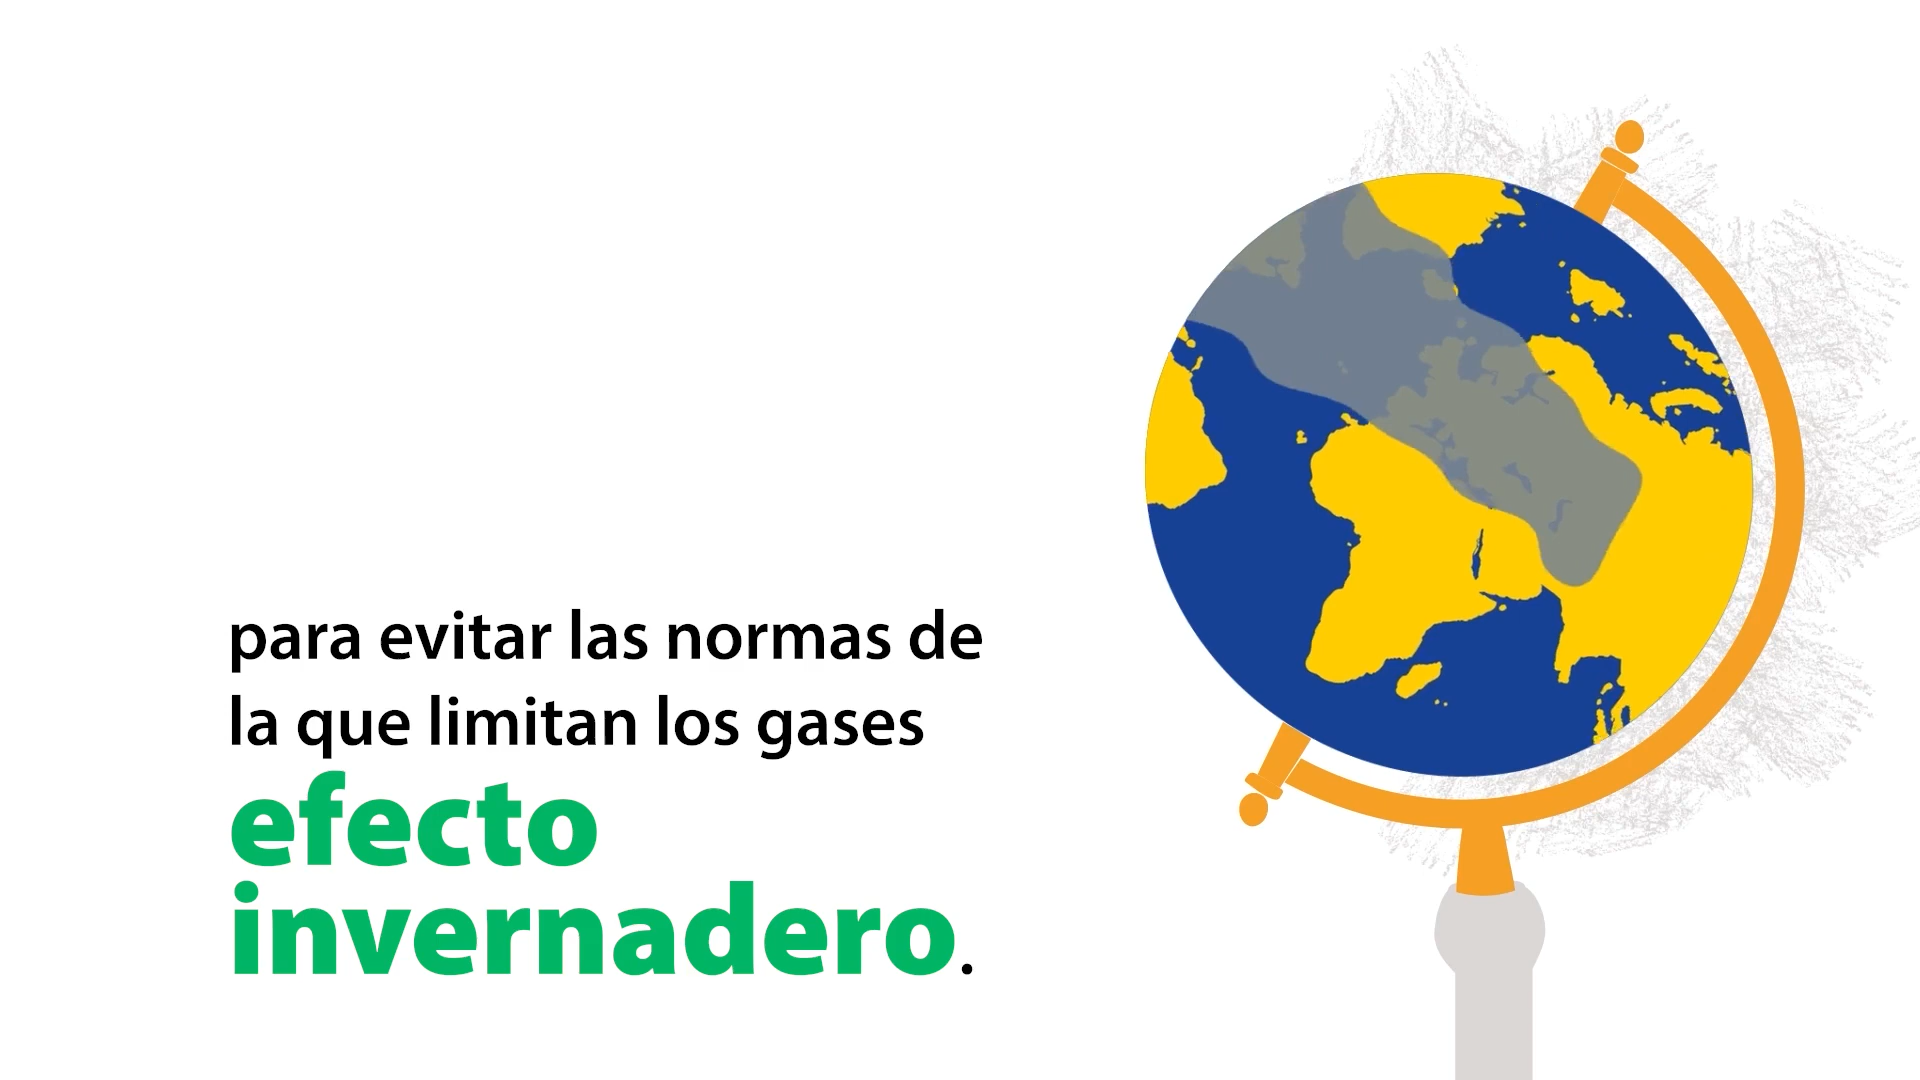 para evitar las normas de
la que limitan los gases
efecto
invernadero.